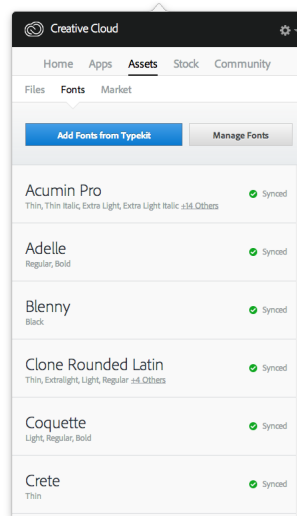 Creative Cloud
Home Apps Assets Stock Community
Files Fonts Market
Add Fonts from Typekit Manage Fonts
Acumin Pro
Thin, Thin Italic, Extra Light, Extra Light Italic +14 Others
Synced
Adelle
Regular, Bold
Synced
Blenny
Black
Synced
Clone Rounded Latin
Thin, Extralight, Light, Regular +4 Others
Synced
Coquette
Light, Regular, Bold
Synced
Crete
Thin
Synced